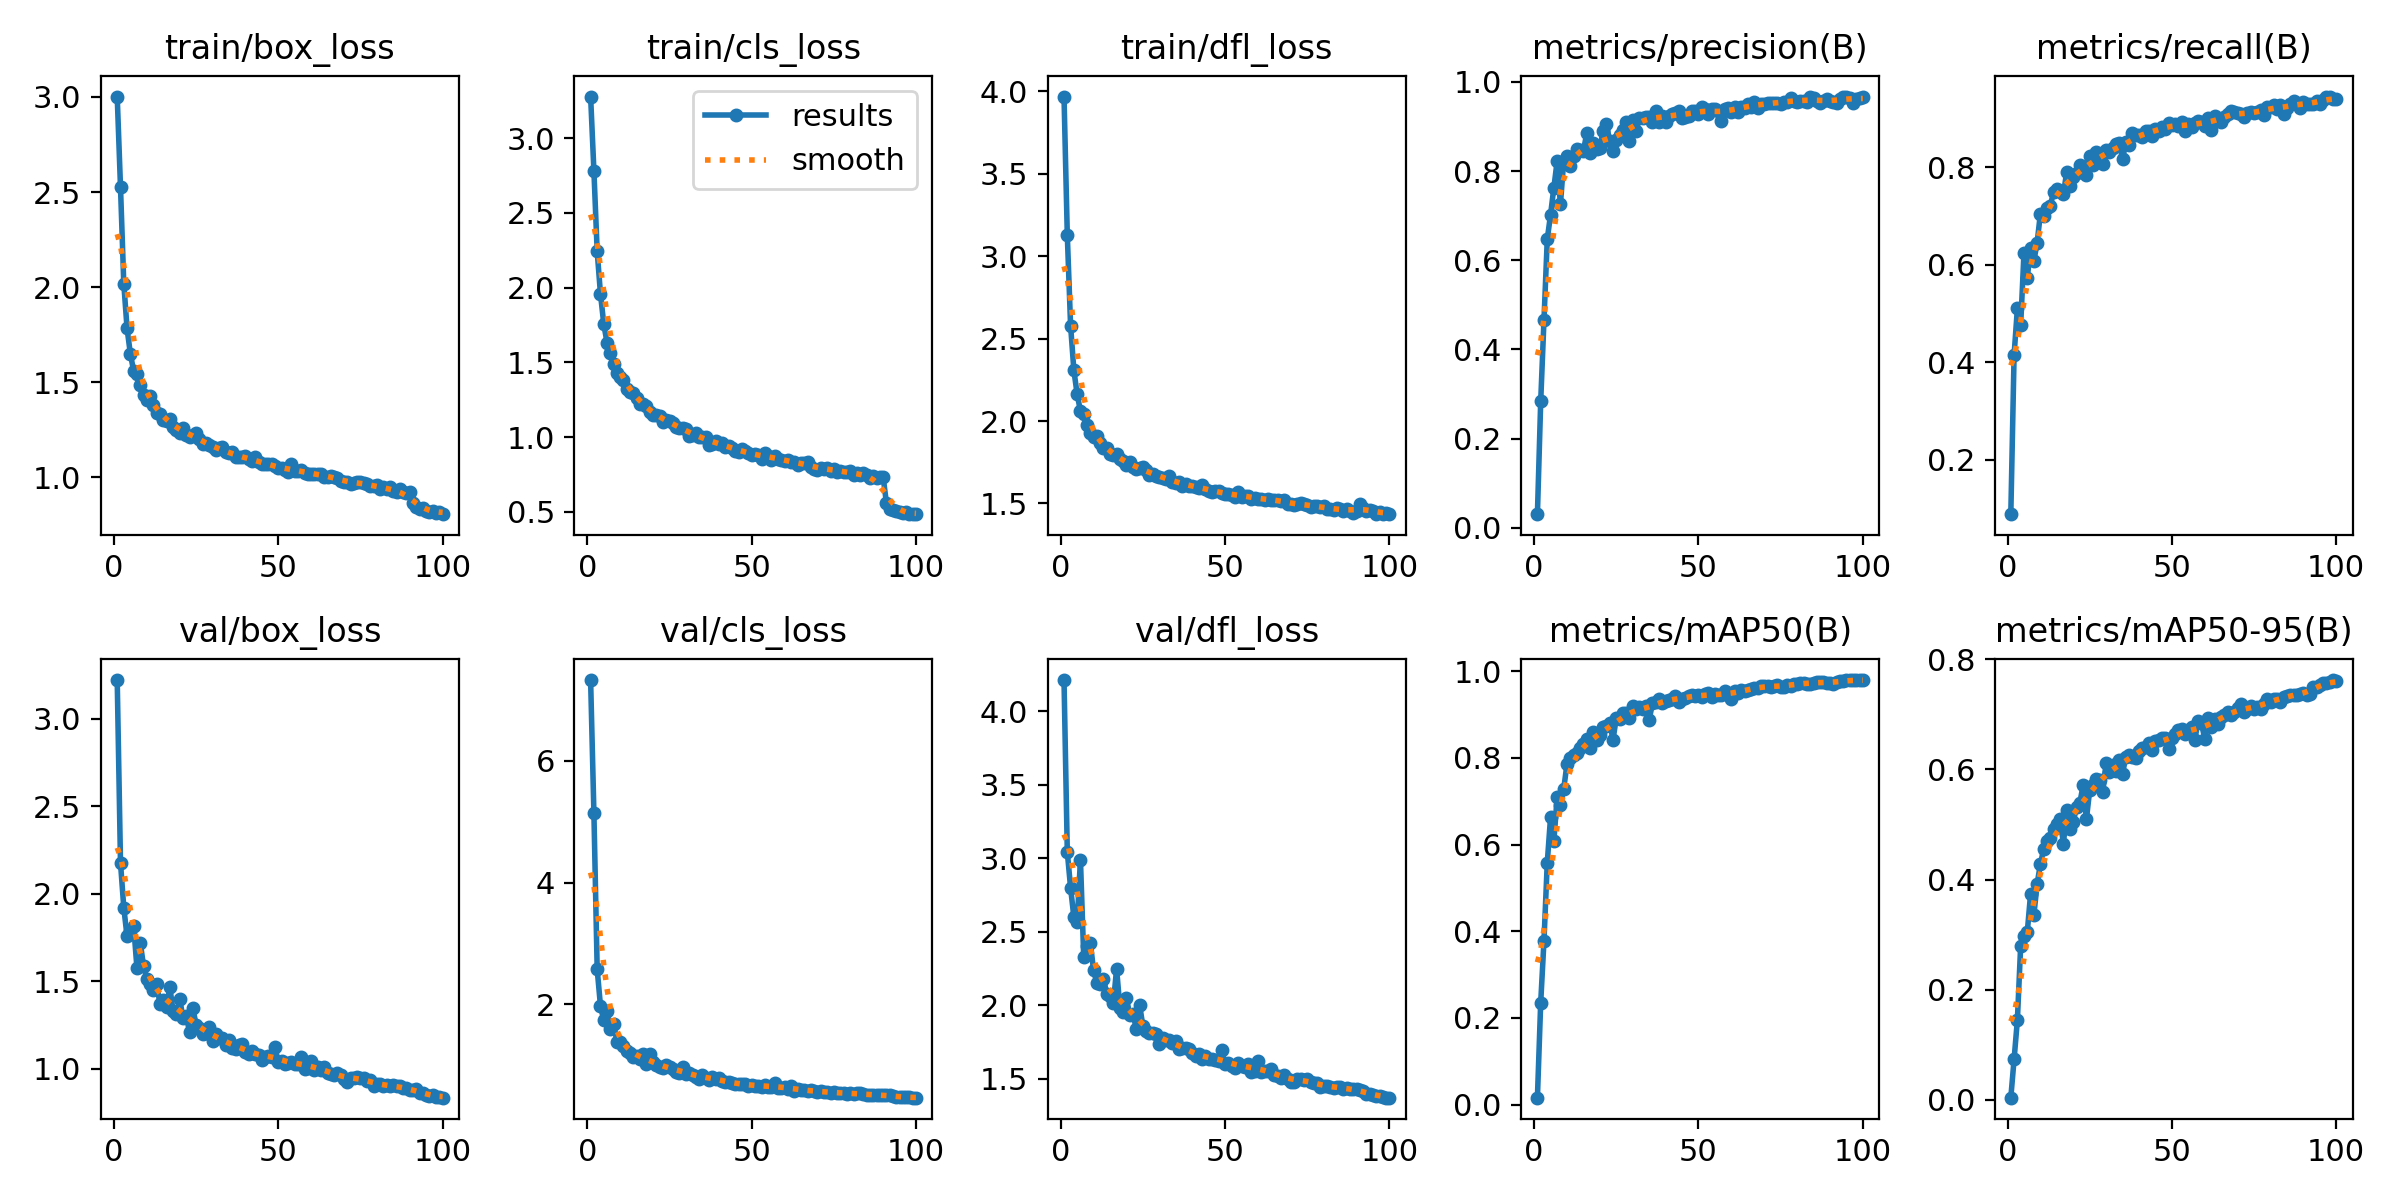 train/box_loss
3.0
2.5
2.0
1.5
1.0
0 50 100
train/cls_loss
results
smooth
3.0
2.5
2.0
1.5
1.0
0.5
0 50 100
train/dfl_loss
4.0
3.5
3.0
2.5
2.0
1.5
0 50 100
metrics/precision(B)
1.0
0.8
0.6
0.4
0.2
0.0
0 50 100
metrics/recall(B)
0.8
0.6
0.4
0.2
0 50 100
val/box_loss
3.0
2.5
2.0
1.5
1.0
0 50 100
val/cls_loss
6
4
2
0 50 100
val/dfl_loss
4.0
3.5
3.0
2.5
2.0
1.5
0 50 100
metrics/mAP50(B)
1.0
0.8
0.6
0.4
0.2
0.0
0 50 100
metrics/mAP50-95(B)
0.8
0.6
0.4
0.2
0.0
0 50 100